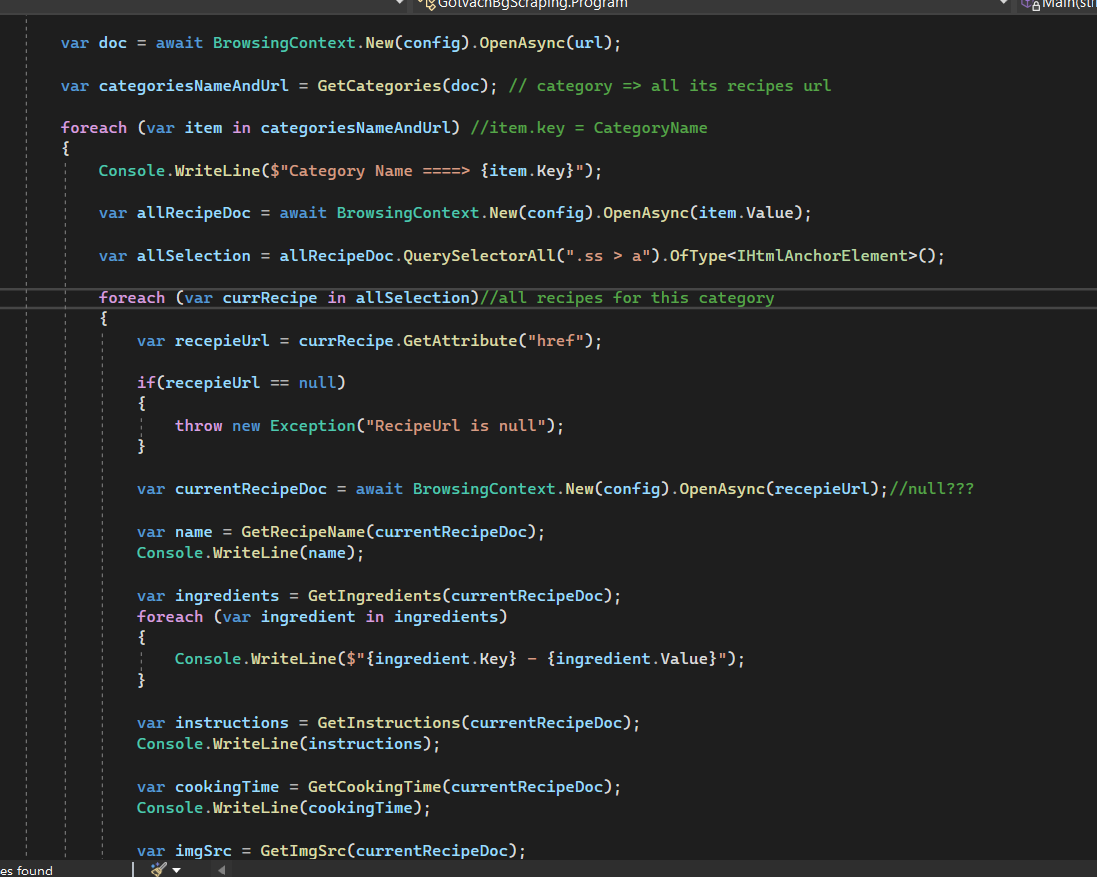 GotvachBgScraping.Program
var doc = await BrowsingContext.New(config).OpenAsync(url);
var categoriesNameAndUrl = GetCategories(doc); // category => all its recipes url
foreach (var item in categoriesNameAndUrl) //item.key = CategoryName
{
Console.WriteLine($"Category Name ====> {item.Key}");
var allRecipeDoc = await BrowsingContext.New(config).OpenAsync(item.Value);
var allSelection = allRecipeDoc.QuerySelectorAll(".ss > a").OfType<IHtmlAnchorElement>();
foreach (var currRecipe in allSelection)//all recipes for this category
{
var recepieUrl = currRecipe.GetAttribute("href");
if(recepieUrl == null)
{
throw new Exception("RecipeUrl is null");
}
var currentRecipeDoc = await BrowsingContext.New(config).OpenAsync(recepieUrl);//null???
var name = GetRecipeName(currentRecipeDoc);
Console.WriteLine(name);
var ingredients = GetIngredients(currentRecipeDoc);
foreach (var ingredient in ingredients)
{
Console.WriteLine($"{ingredient.Key} - {ingredient.Value}");
}
var instructions = GetInstructions(currentRecipeDoc);
Console.WriteLine(instructions);
var cookingTime = GetCookingTime(currentRecipeDoc);
Console.WriteLine(cookingTime);
var imgSrc = GetImgSrc(currentRecipeDoc);
es found